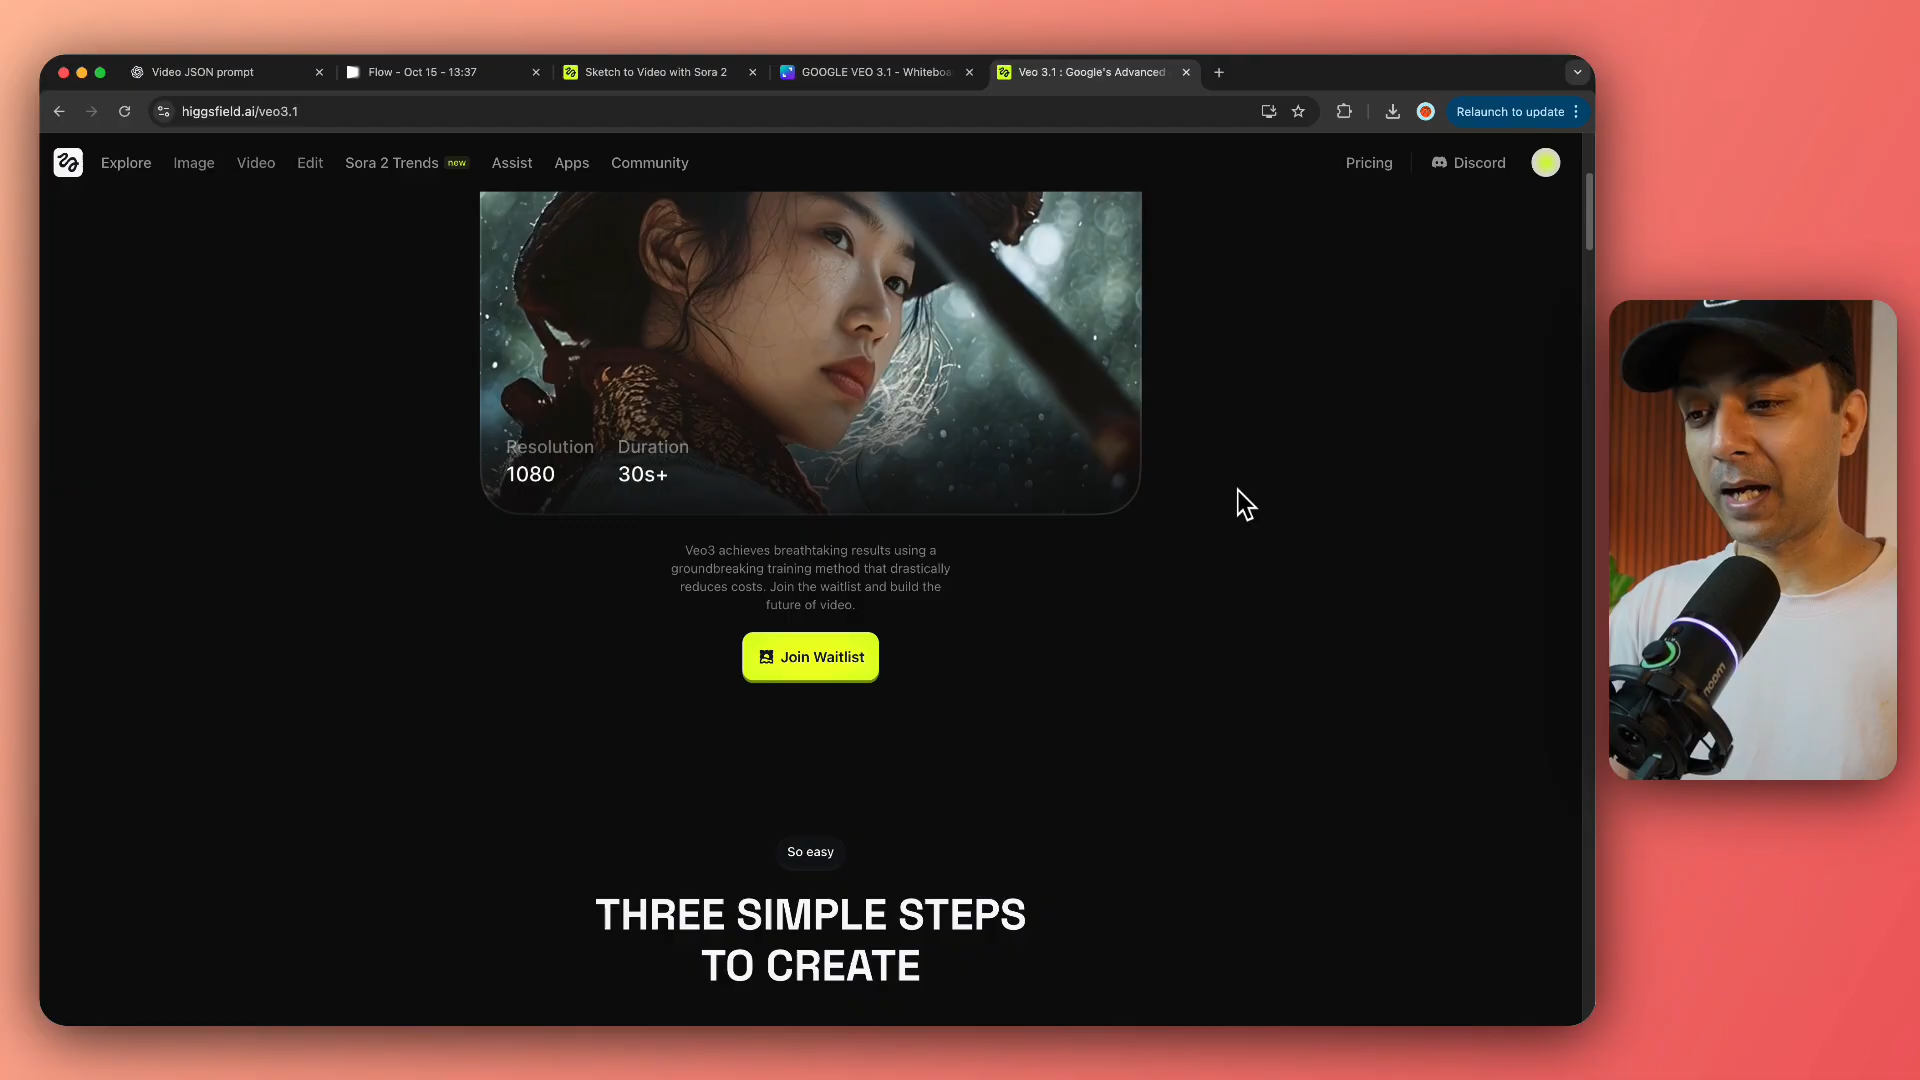 Video JSON prompt
Flow - Oct 15 - 13:37
Sketch to Video with Sora 2
GOOGLE VEO 3.1 - Whiteboa
Veo 3.1 : Google's Advanced
higgsfield.ai/veo3.1
Relaunch to update
Explore Image Video Edit Sora 2 Trends new Assist Apps Community
Pricing Discord
Resolution Duration
1080 30s+
Veo3 achieves breathtaking results using a
groundbreaking training method that drastically
reduces costs. Join the waitlist and build the
future of video.
Join Waitlist
So easy
THREE SIMPLE STEPS
TO CREATE
noom